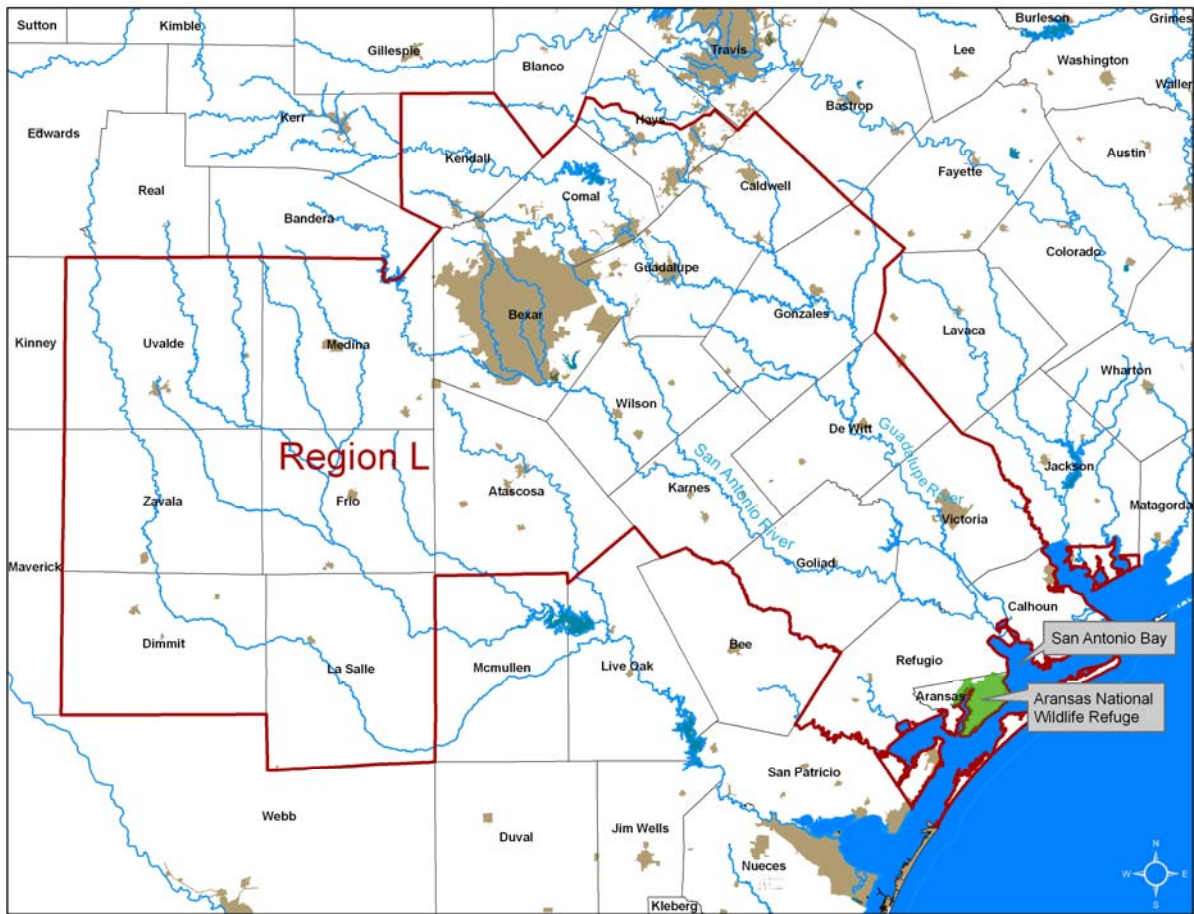 Sutton
Kimble
Gillespie
Blanco
Travis
Lee
Burleson
Grimes
Washington
Waller
Edwards
Kerr
Kendall
Hays
Bastrop
Austin
Real
Bandera
Comal
Caldwell
Fayette
Colorado
Kinney
Uvalde
Medina
Bexar
Guadalupe
Gonzales
Lavaca
Wharton
Region L
Wilson
De Witt
Guadalupe River
Jackson
Matagorda
Zavala
Frio
Atascosa
Karnes
San Antonio River
Victoria
Maverick
Goliad
Calhoun
Dimmit
La Salle
Mcmullen
Live Oak
Bee
Refugio
San Antonio Bay
Aransas
Aransas National
Wildlife Refuge
San Patricio
Webb
Duval
Jim Wells
Nueces
Kleberg
N
W
E
S